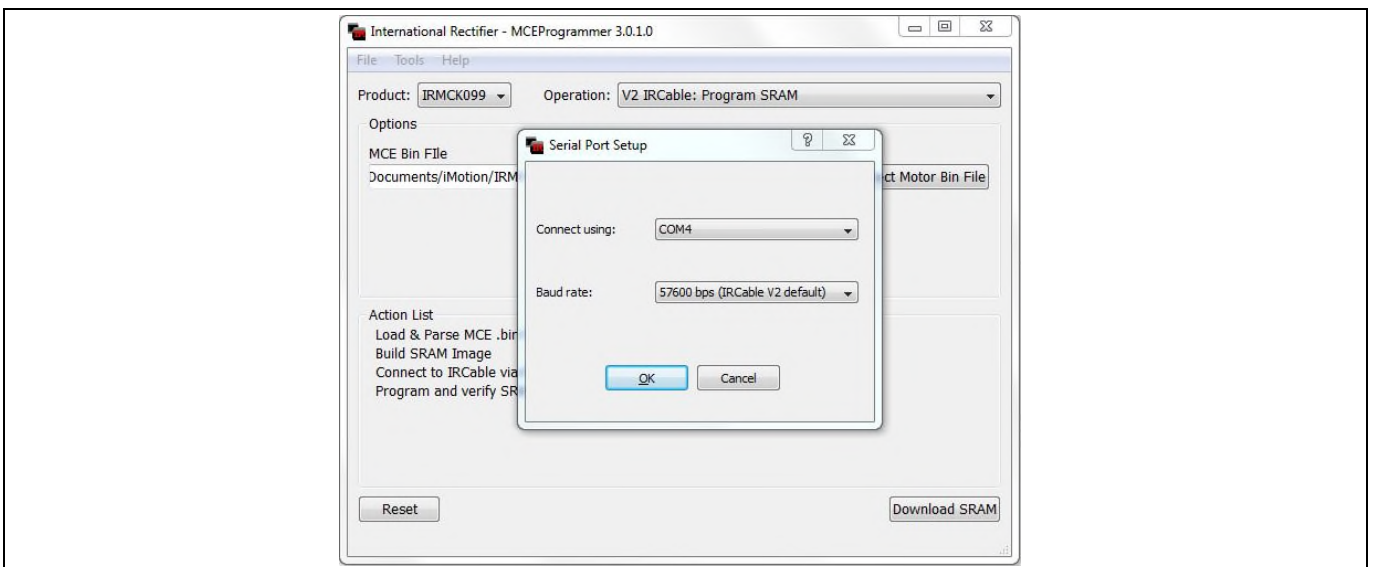 International Rectifier - MCEProgrammer 3.0.1.0
File Tools Help
Product: IRMCK099 Operation: V2 IRCable: Program SRAM
Options
MCE Bin FIle
Documents/iMotion/IRM
ct Motor Bin File
Serial Port Setup
Connect using: COM4
Baud rate: 57600 bps (IRCable V2 default)
OK Cancel
Action List
Load & Parse MCE .bin
Build SRAM Image
Connect to IRCable via
Program and verify SR
Reset Download SRAM